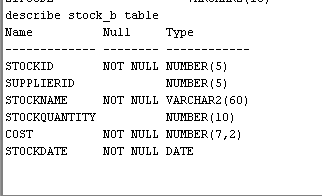 describe stock_b table
Name Null Type
------------- -------- ------------
STOCKID NOT NULL NUMBER(5)
SUPPLIERID NUMBER(5)
STOCKNAME NOT NULL VARCHAR2(60)
STOCKQUANTITY NUMBER(10)
COST NOT NULL NUMBER(7,2)
STOCKDATE NOT NULL DATE